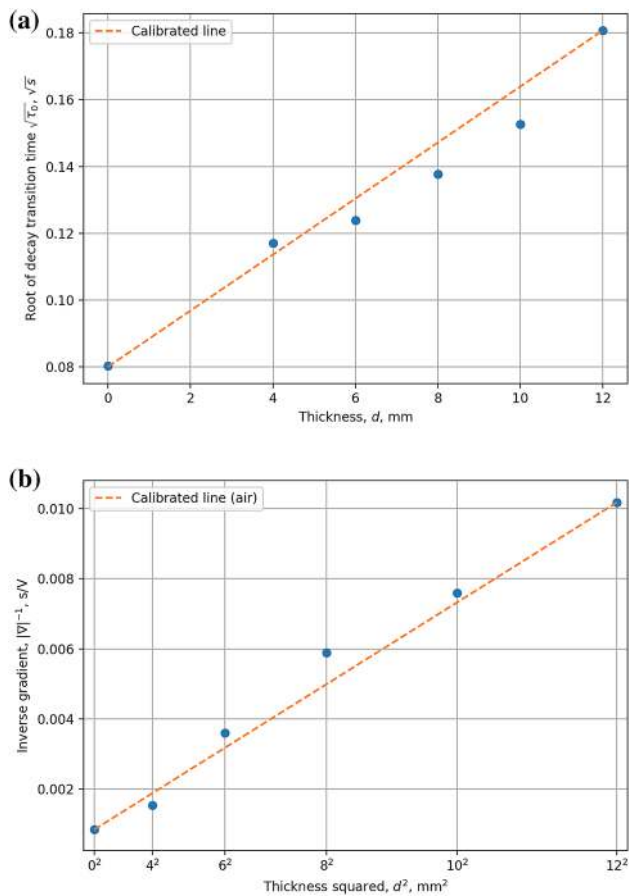 (a)
Calibrated line
0.18
0.16
0.14
0.12
0.10
0.08
Root of decay transition time √τ₀, √s
0 2 4 6 8 10 12
Thickness, d, mm
(b)
Calibrated line (air)
0.010
0.008
0.006
0.004
0.002
Inverse gradient, |∇|⁻¹, s/V
0² 4² 6² 8² 10² 12²
Thickness squared, d², mm²